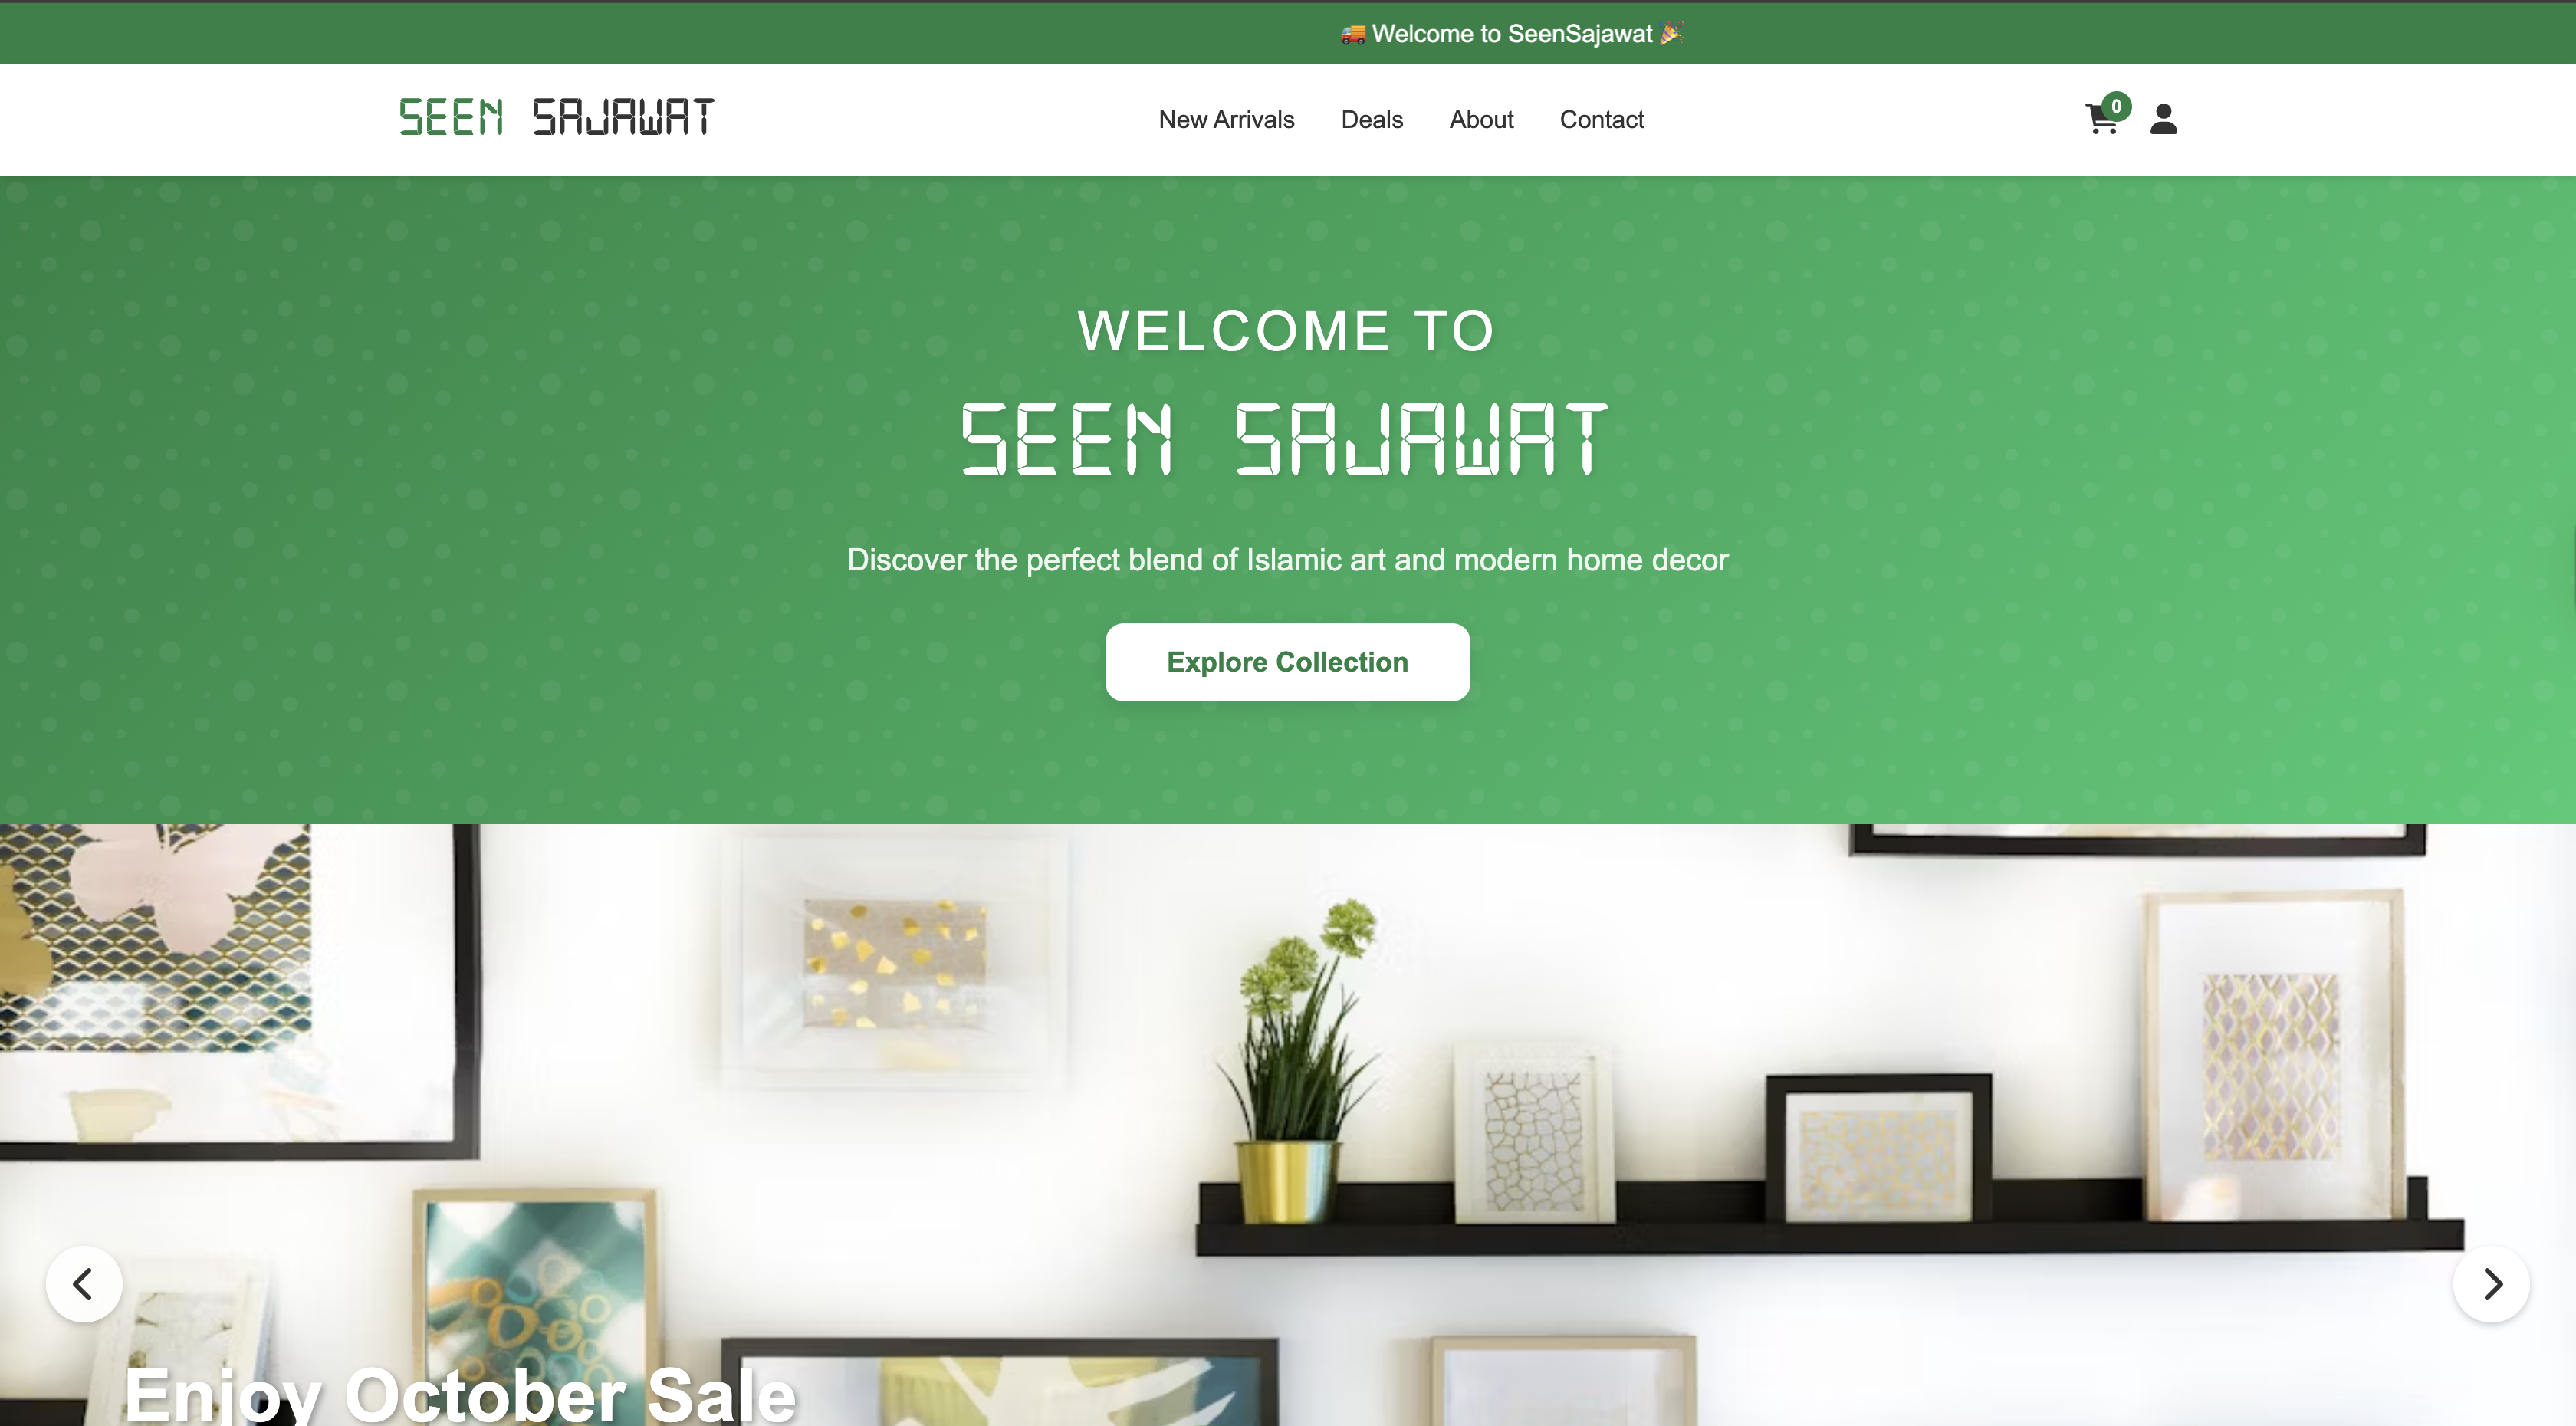 🚚 Welcome to SeenSajawat 🎉
SEEN SAJAWAT
New Arrivals Deals About Contact
0
WELCOME TO
SEEN SAJAWAT
Discover the perfect blend of Islamic art and modern home decor
Explore Collection
Enjoy October Sale